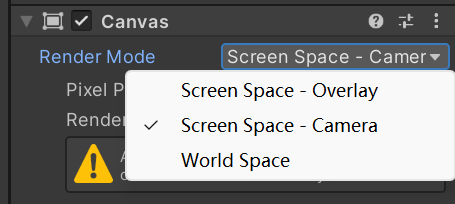 Canvas
Render Mode
Screen Space - Camer
Pixel P
Screen Space - Overlay
Render
Screen Space - Camera
World Space